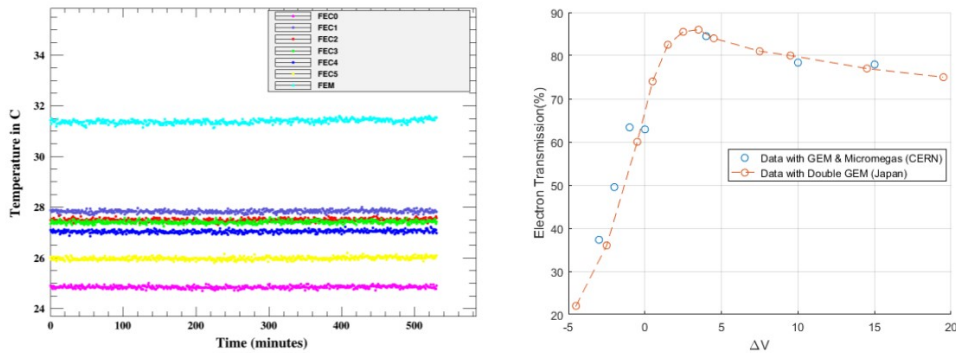 FEC0
FEC1
FEC2
FEC3
FEC4
FEC5
FEM
34
32
30
28
26
24
Temperature in C
0 100 200 300 400 500
Time (minutes)
90
80
70
60
50
40
30
20
Electron Transmission(%)
Data with GEM & Micromegas (CERN)
Data with Double GEM (Japan)
-5 0 5 10 15 20
ΔV